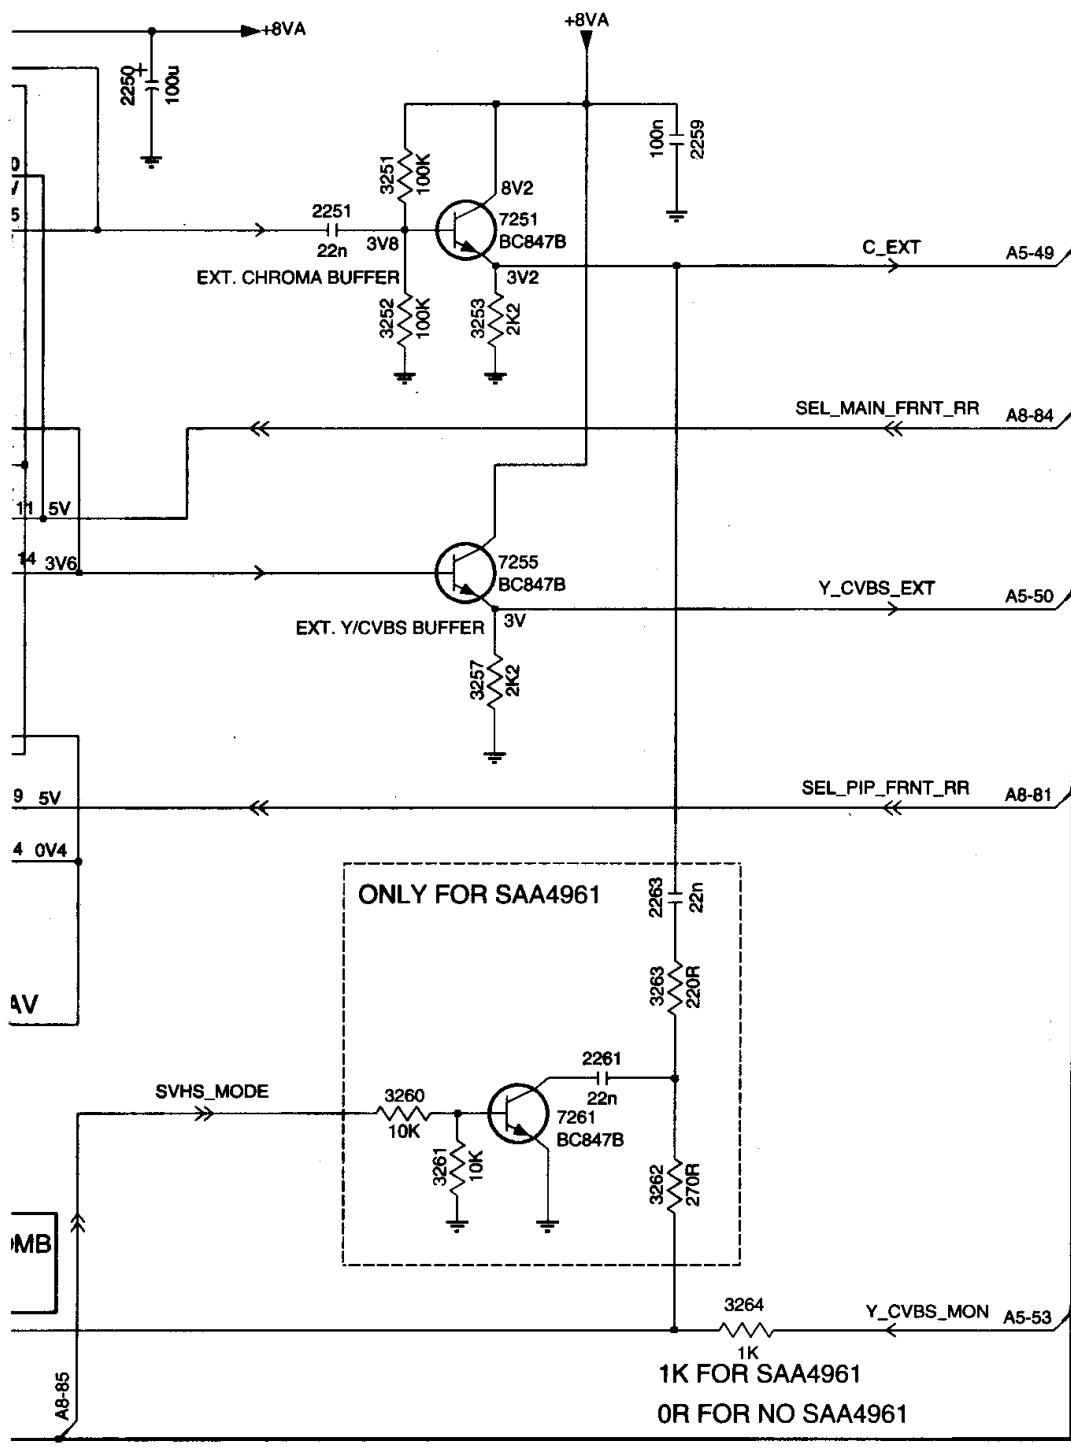 +8VA
+8VA
2250
+
100u
0
V
5
3251
100K
8V2
100n
2259
2251
22n
3V8
7251
BC847B
EXT. CHROMA BUFFER
3V2
C_EXT
A5-49
3252
100K
3253
2K2
SEL_MAIN_FRNT_RR
A8-84
11 5V
14 3V6
7255
BC847B
Y_CVBS_EXT
A5-50
EXT. Y/CVBS BUFFER
3V
3257
2K2
9 5V
SEL_PIP_FRNT_RR
A8-81
4 0V4
ONLY FOR SAA4961
2263
22n
3263
220R
AV
2261
22n
SVHS_MODE
3260
10K
7261
BC847B
3261
10K
3262
270R
OMB
3264
1K
Y_CVBS_MON
A5-53
1K FOR SAA4961
0R FOR NO SAA4961
A8-85